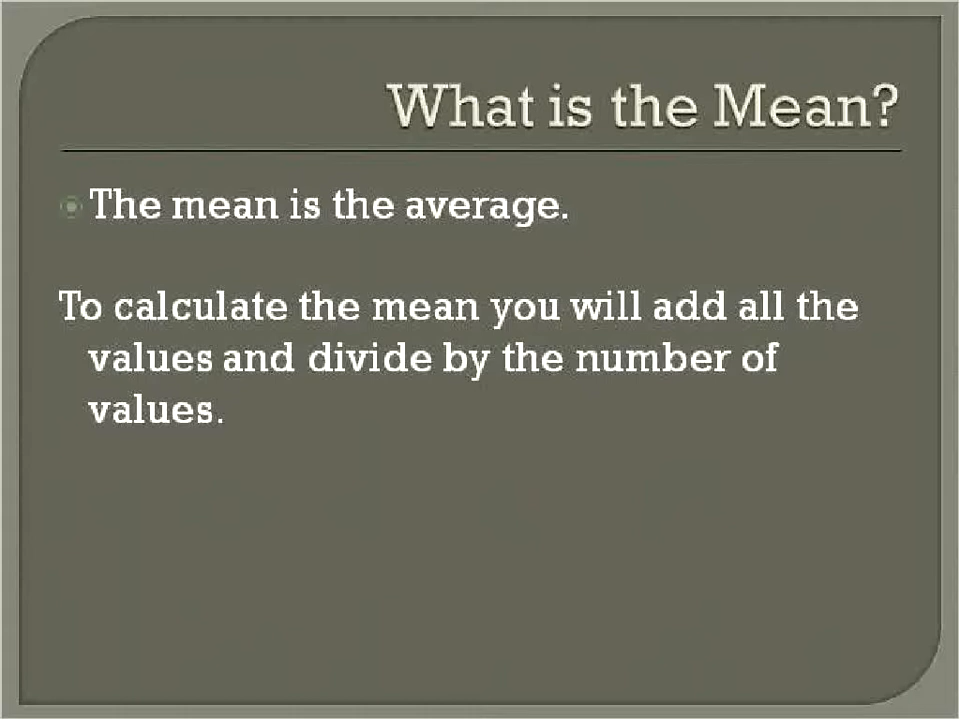 What is the Mean?
The mean is the average.
To calculate the mean you will add all the
values and divide by the number of
values.